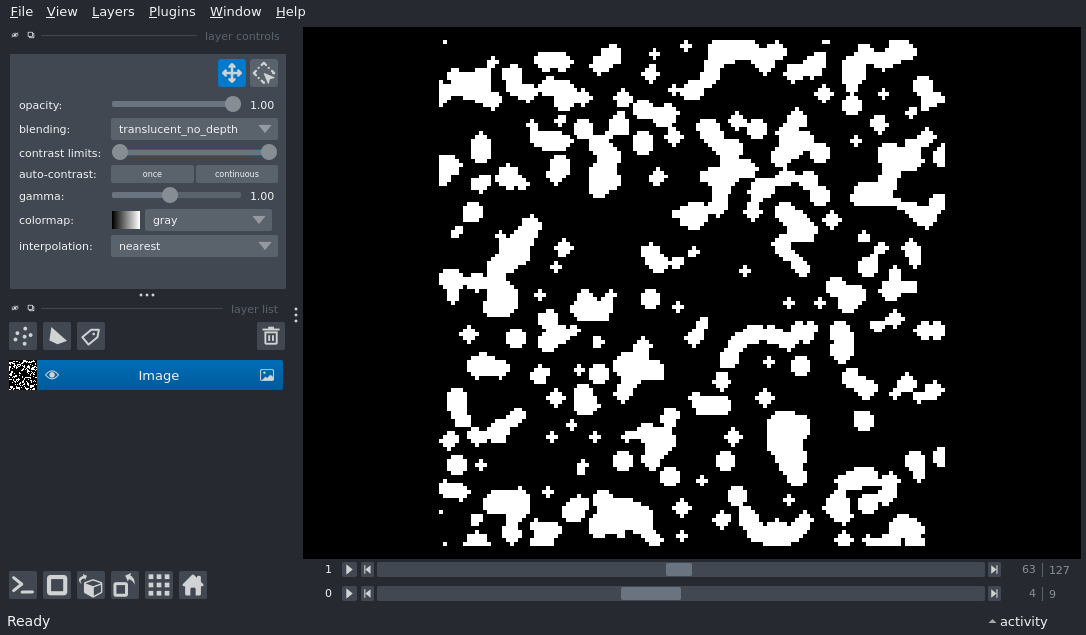 File View Layers Plugins Window Help
layer controls
opacity: 1.00
blending: translucent_no_depth
contrast limits:
auto-contrast: once continuous
gamma: 1.00
colormap: gray
interpolation: nearest
layer list
Image
1 63 127
0 4 9
Ready activity